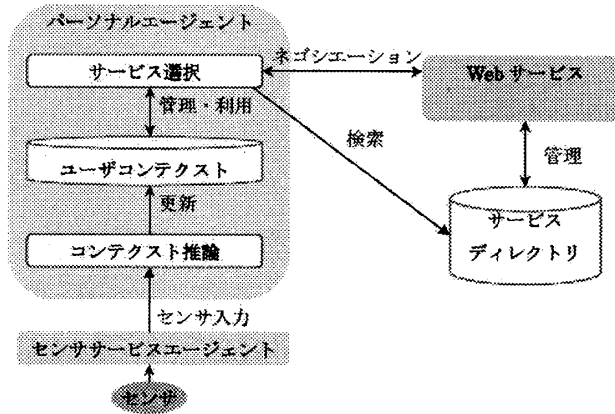 パーソナルエージェント
サービス選択
ネゴシエーション
Webサービス
管理・利用
検索
管理
ユーザコンテクスト
更新
サービス
ディレクトリ
コンテクスト推論
センサ入力
センササービスエージェント
センサ